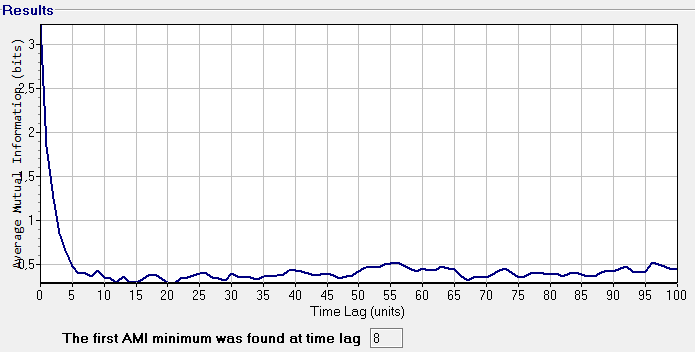 Results
Average Mutual Information (bits)
3
2,5
2
1,5
1
0,5
0 5 10 15 20 25 30 35 40 45 50 55 60 65 70 75 80 85 90 95 100
Time Lag (units)
The first AMI minimum was found at time lag 8